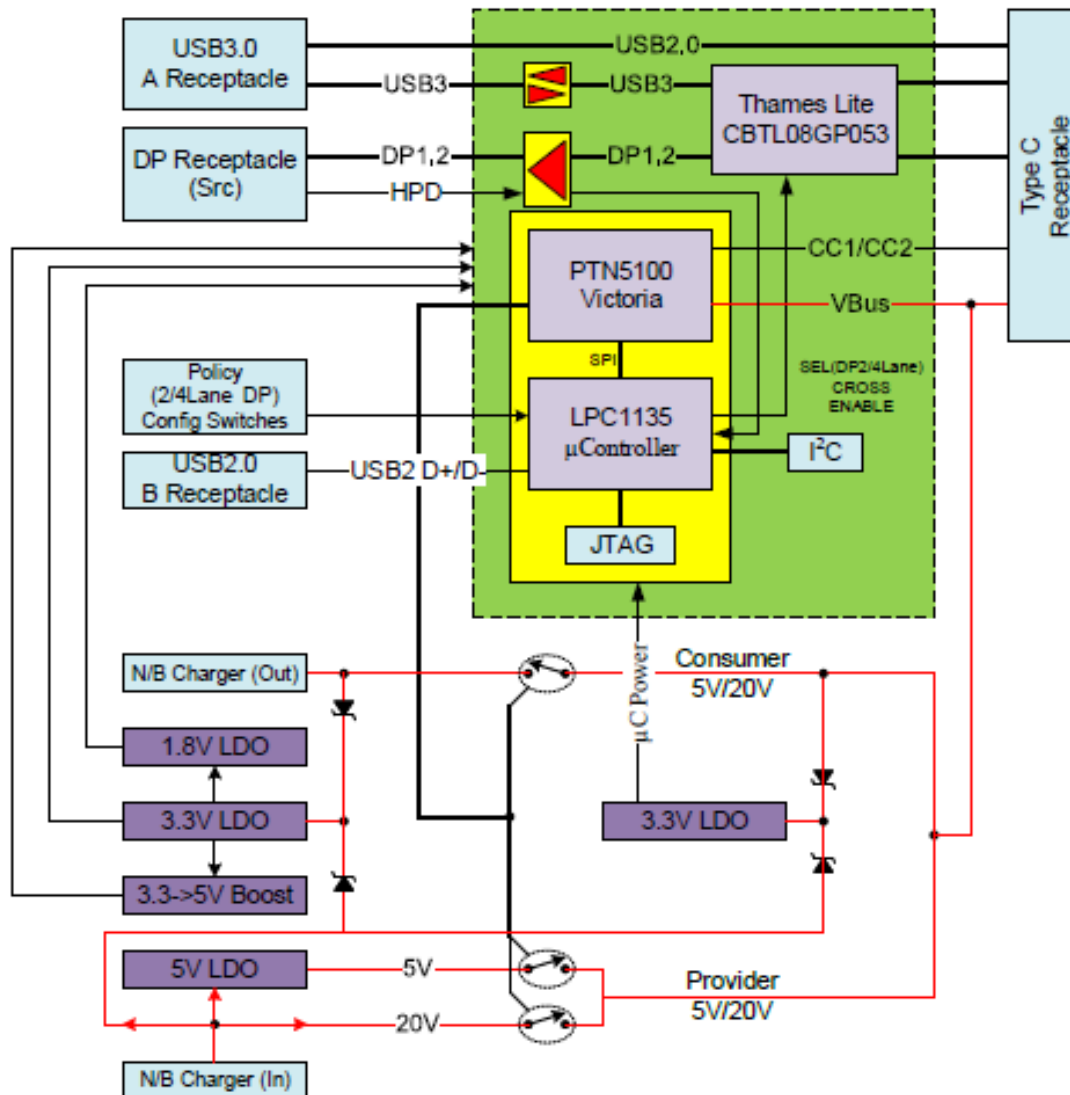 USB3.0
A Receptacle
USB2,0
USB3
USB3
Thames Lite
CBTL08GP053
Type C
Receptacle
DP Receptacle
(Src)
DP1,2
DP1,2
HPD
PTN5100
Victoria
CC1/CC2
VBus
SPI
Policy
(2/4Lane DP)
Config Switches
SEL(DP2/4Lane)
CROSS
ENABLE
LPC1135
µController
I²C
USB2.0
B Receptacle
USB2 D+/D-
JTAG
µC Power
N/B Charger (Out)
Consumer
5V/20V
1.8V LDO
3.3V LDO
3.3V LDO
3.3->5V Boost
5V LDO
5V
Provider
5V/20V
20V
N/B Charger (In)